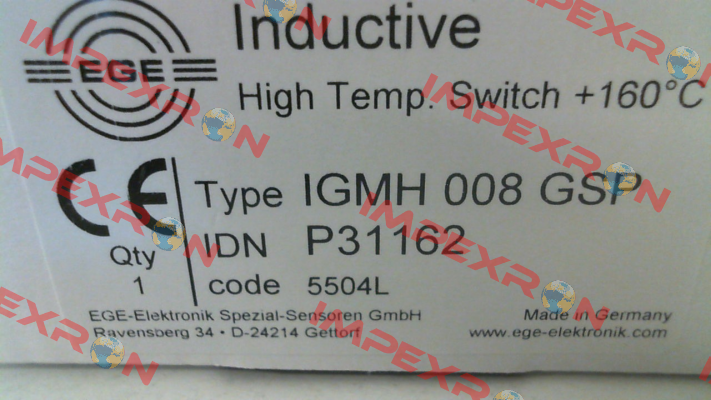 Inductive
EGE
High Temp. Switch +160°C
CE
Type IGMH 008 GSP
Qty IDN P31162
1 code 5504L
EGE-Elektronik Spezial-Sensoren GmbH Made in Germany
Ravensberg 34 • D-24214 Gettorf www.ege-elektronik.com
IMPEXRON